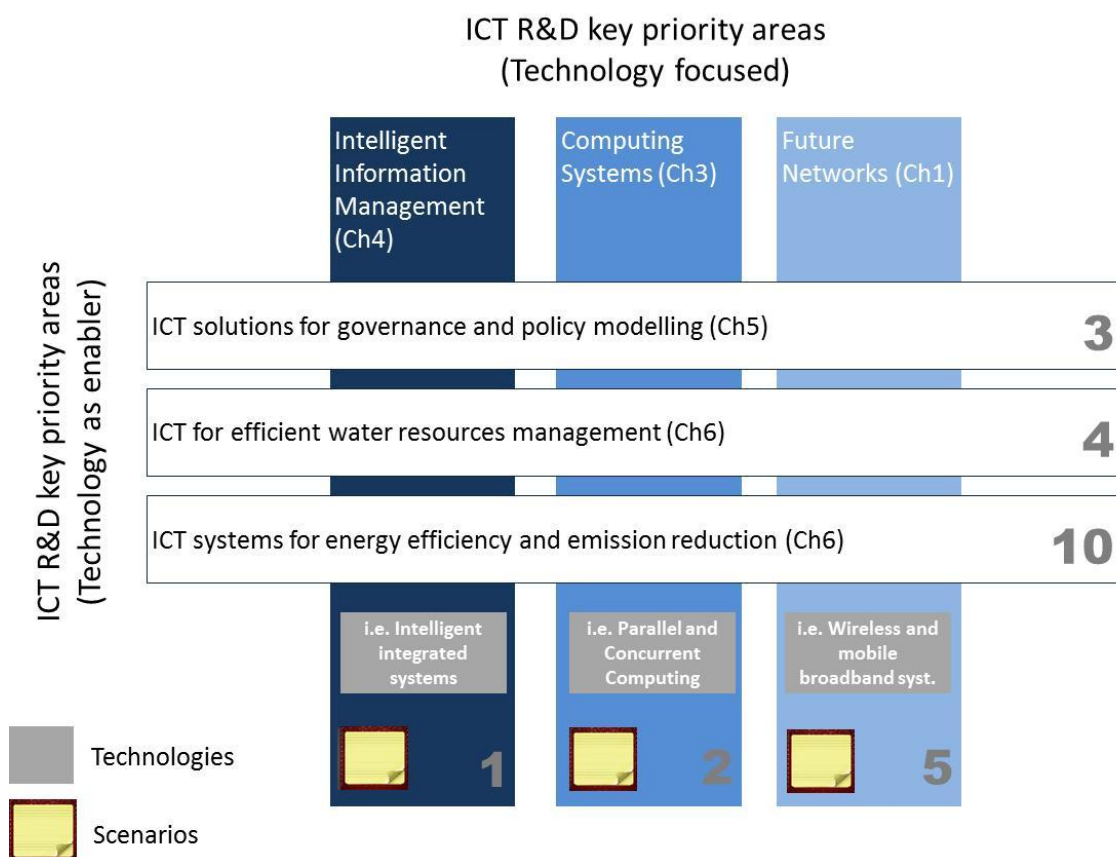 ICT R&D key priority areas
(Technology focused)
Intelligent
Information
Management
(Ch4)
Computing
Systems (Ch3)
Future
Networks (Ch1)
ICT R&D key priority areas
(Technology as enabler)
ICT solutions for governance and policy modelling (Ch5)
3
ICT for efficient water resources management (Ch6)
4
ICT systems for energy efficiency and emission reduction (Ch6)
10
i.e. Intelligent
integrated
systems
i.e. Parallel and
Concurrent
Computing
i.e. Wireless and
mobile
broadband syst.
1
2
5
Technologies
Scenarios